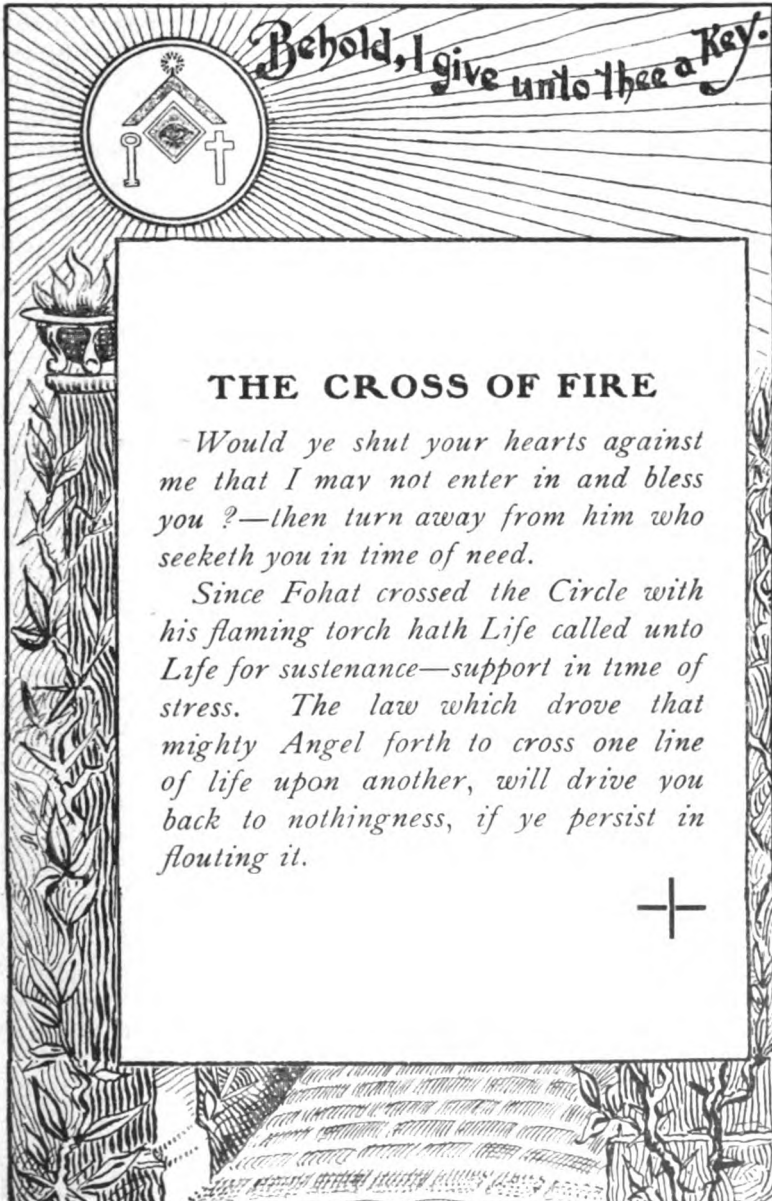 Behold, I give unto thee a Key.
THE CROSS OF FIRE
Would ye shut your hearts against
me that I may not enter in and bless
you ?—then turn away from him who
seeketh you in time of need.
Since Fohat crossed the Circle with
his flaming torch hath Life called unto
Life for sustenance—support in time of
stress. The law which drove that
mighty Angel forth to cross one line
of life upon another, will drive you
back to nothingness, if ye persist in
flouting it.